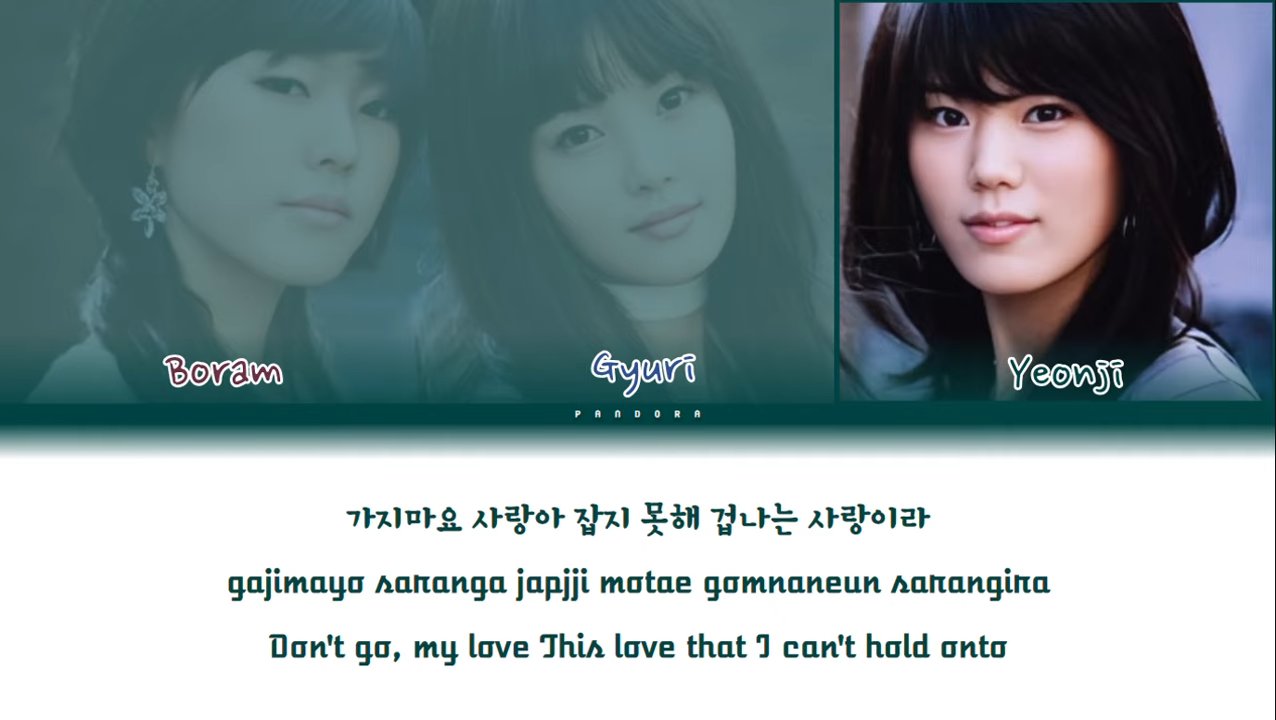 Boram
Gyuri
Yeonji
PANDORA
가지마요 사랑아 잡지 못해 겁나는 사랑이라
gajimayo saranga japjji motae gomnaneun sarangira
Don't go, my love This love that I can't hold onto